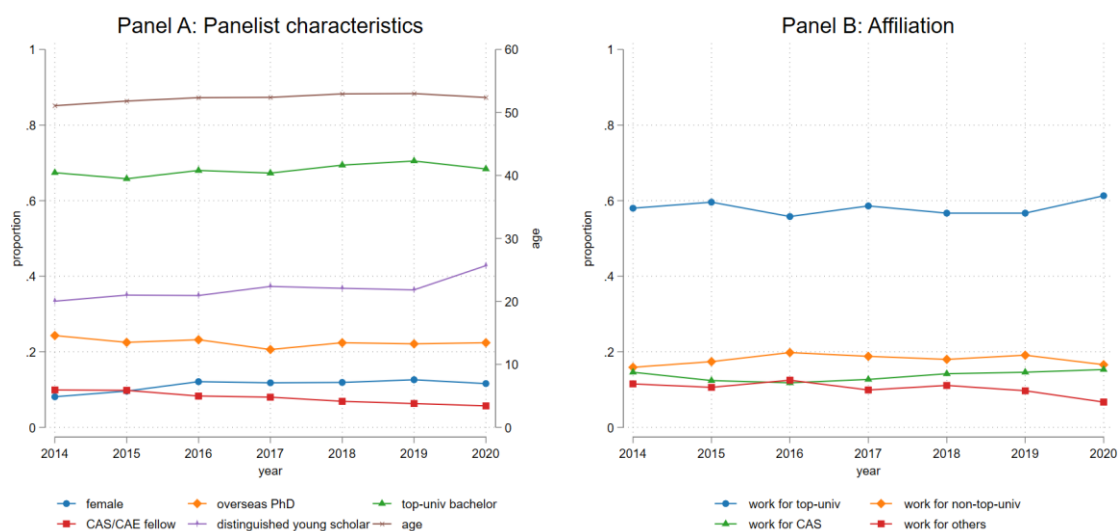 Panel A: Panelist characteristics
1
.8
.6
.4
.2
0
proportion
60
50
40
30
20
10
0
age
2014 2015 2016 2017 2018 2019 2020
year
female overseas PhD top-univ bachelor
CAS/CAE fellow distinguished young scholar age
Panel B: Affiliation
1
.8
.6
.4
.2
0
proportion
2014 2015 2016 2017 2018 2019 2020
year
work for top-univ work for non-top-univ
work for CAS work for others